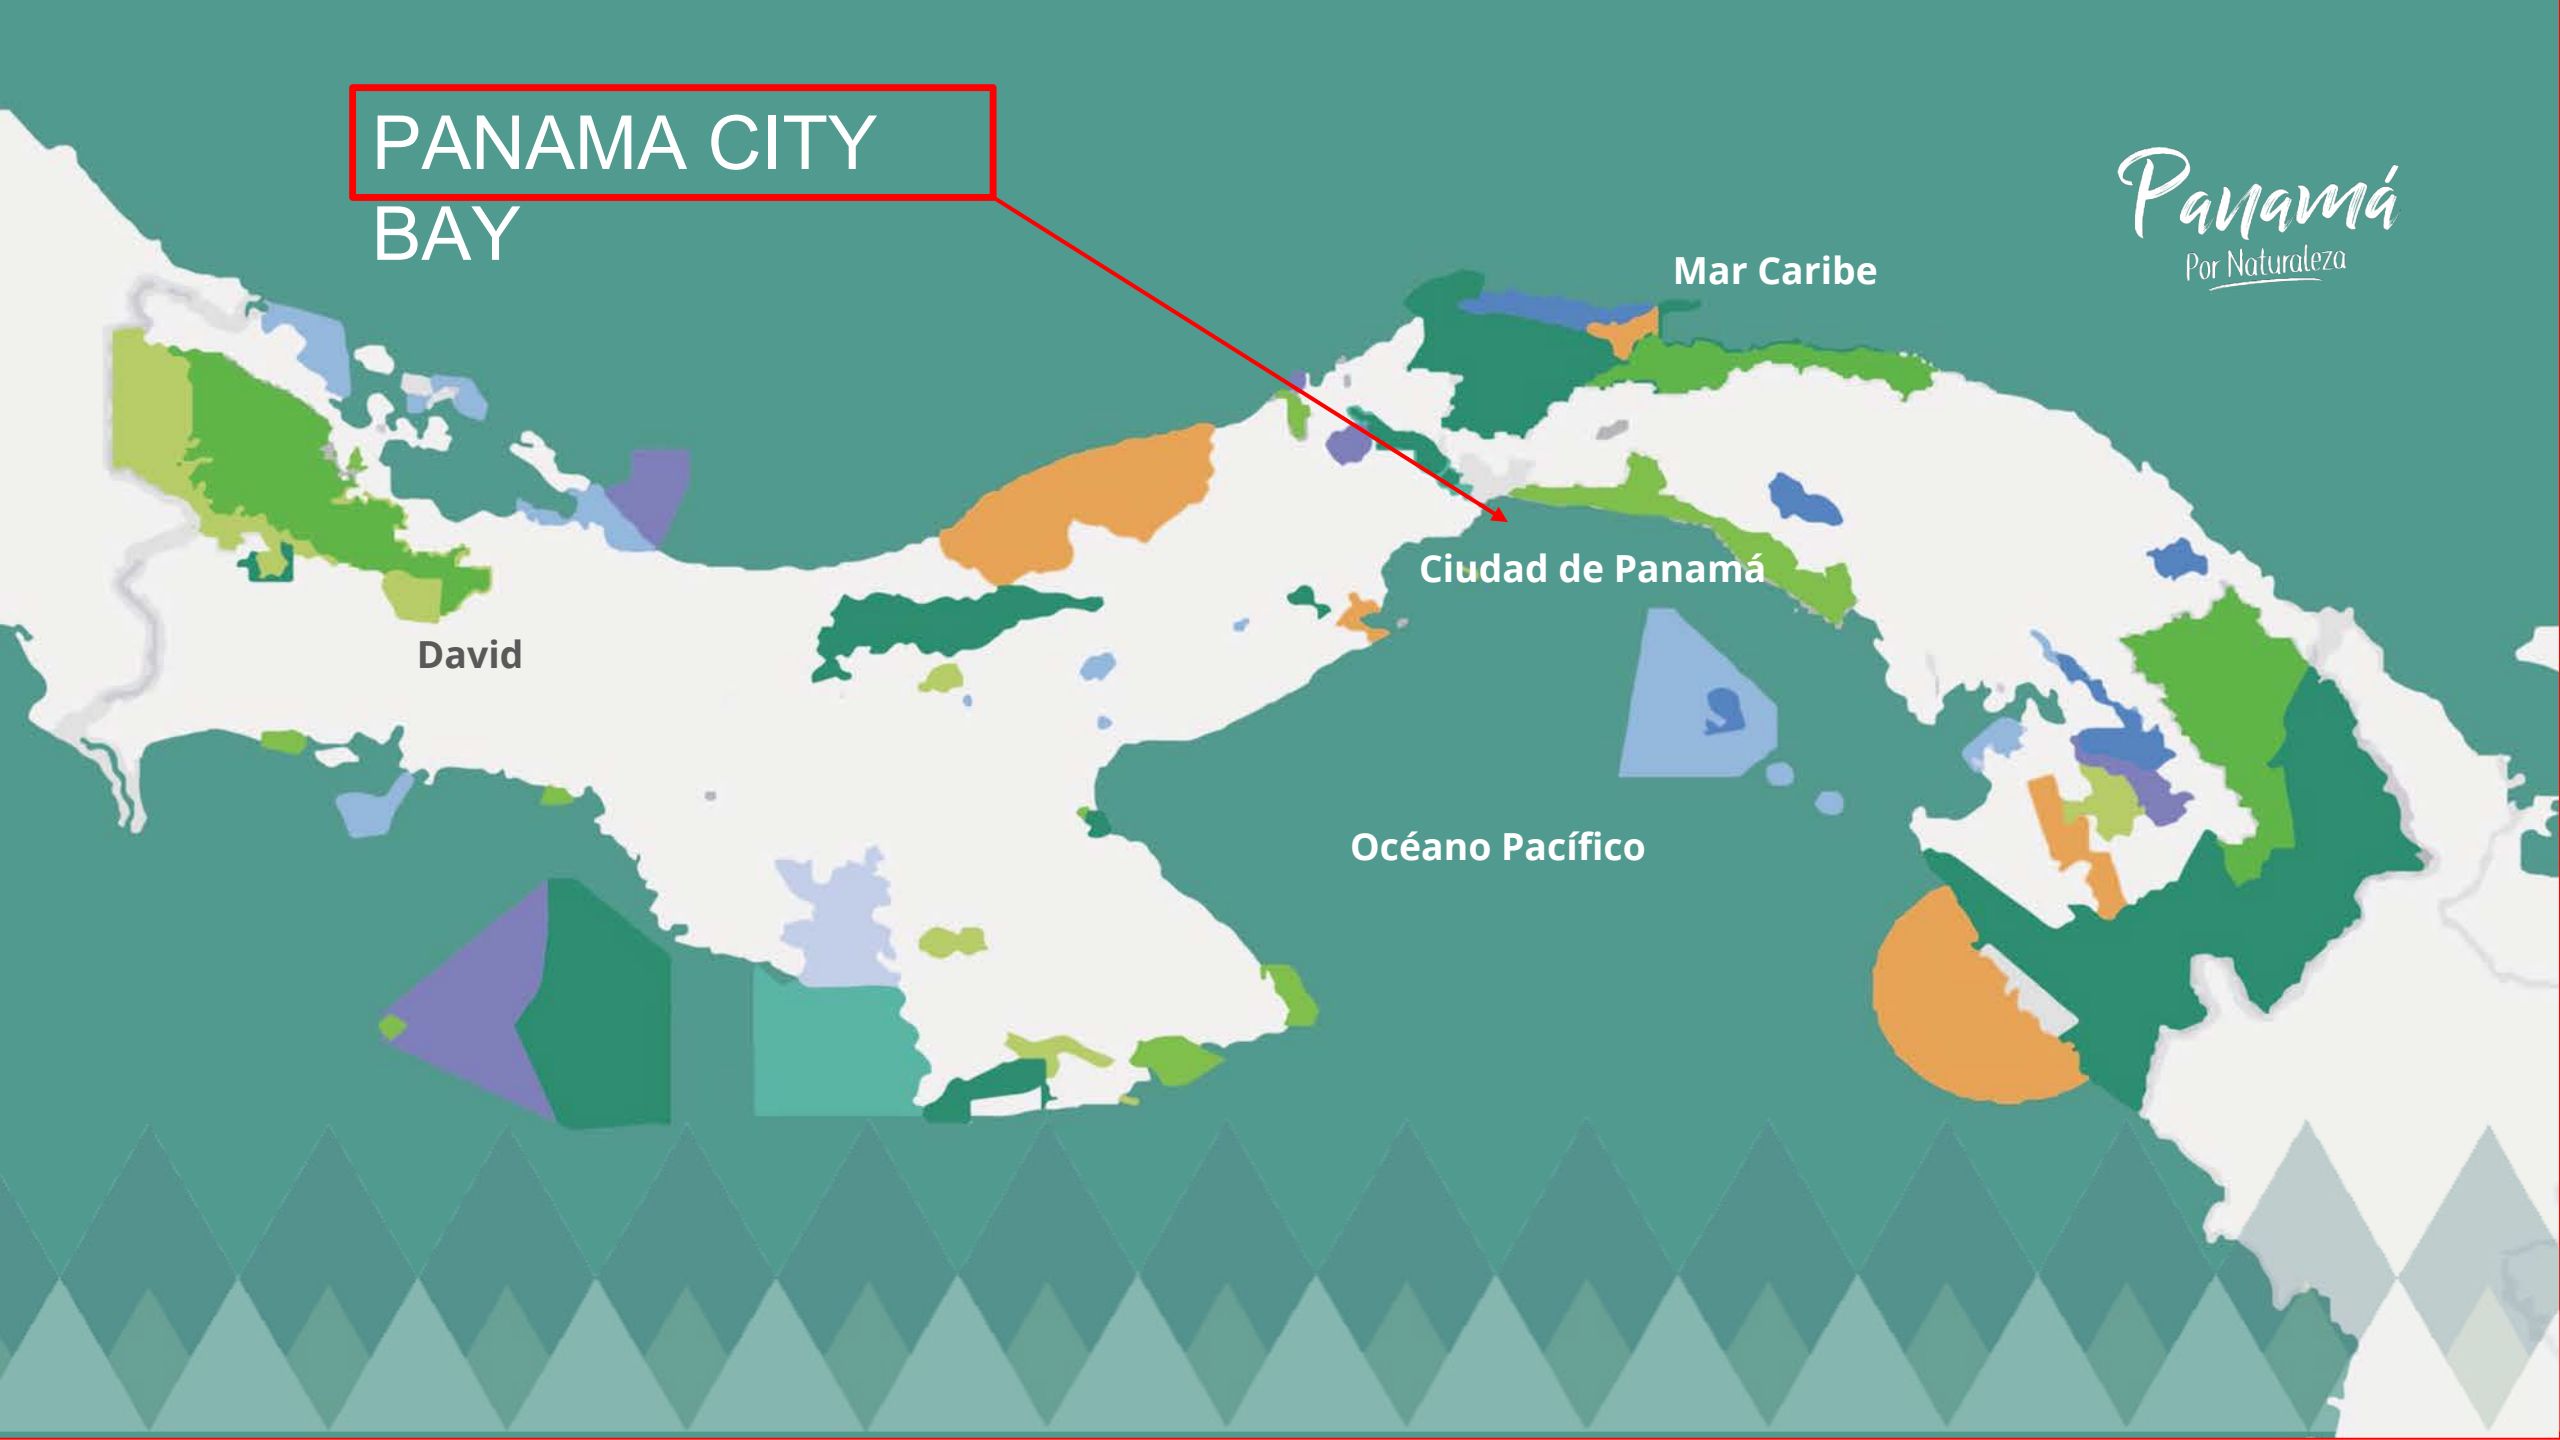 PANAMA CITY
BAY
Panamá
Por Naturaleza
Mar Caribe
Ciudad de Panamá
David
Océano Pacífico